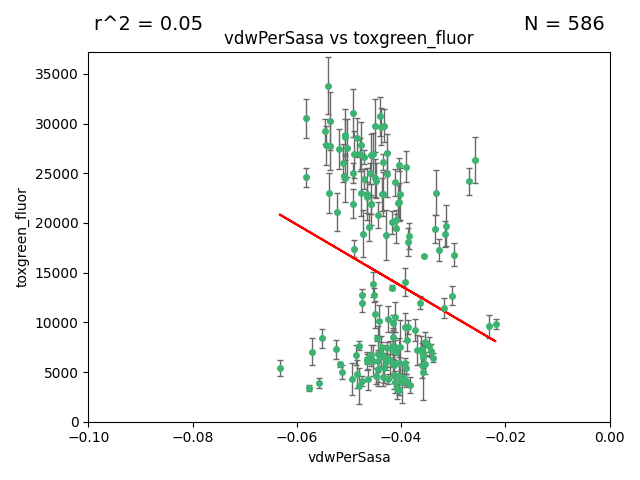 r^2 = 0.05
N = 586
vdwPerSasa vs toxgreen_fluor
35000
30000
25000
20000
15000
10000
5000
0
toxgreen_fluor
−0.10
−0.08
−0.06
−0.04
−0.02
0.00
vdwPerSasa